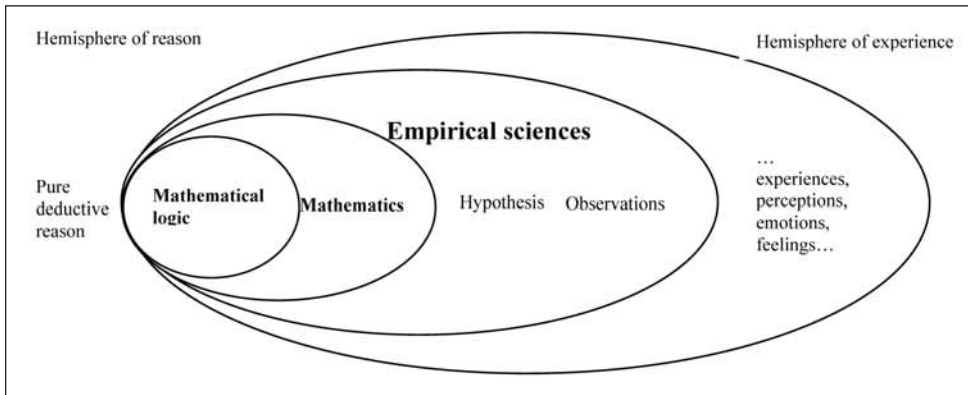 Hemisphere of reason
Hemisphere of experience
Empirical sciences
Pure
deductive
reason
Mathematical
logic
Mathematics
Hypothesis
Observations
…
experiences,
perceptions,
emotions,
feelings…